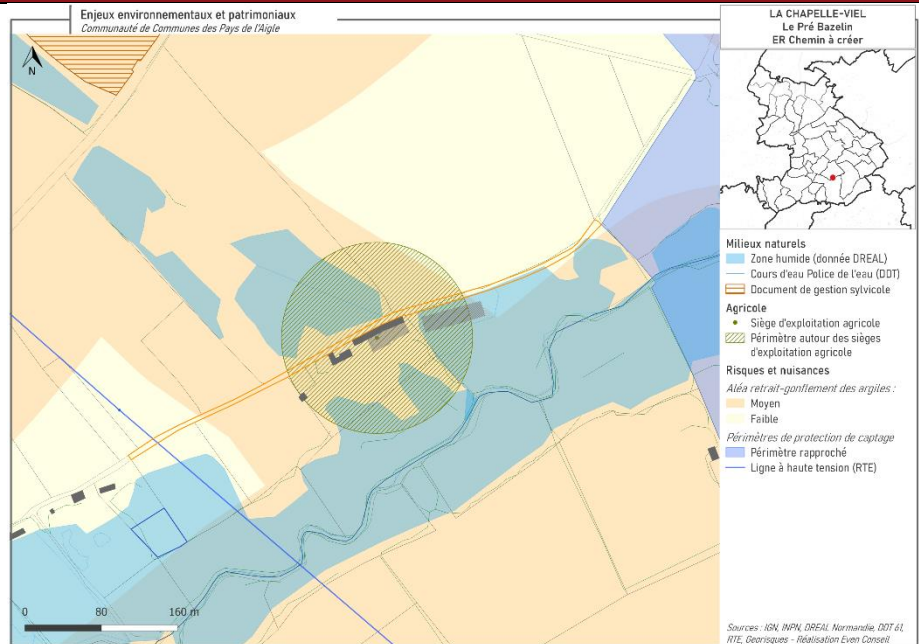 Enjeux environnementaux et patrimoniaux
Communauté de Communes des Pays de l'Aigle
N
0 80 160 m
LA CHAPELLE-VIEL
Le Pré Bazelin
ER Chemin à créer
Milieux naturels
Zone humide (donnée DREAL)
Cours d'eau Police de l'eau (DDT)
Document de gestion sylvicole
Agricole
Siège d'exploitation agricole
Périmètre autour des sièges
d'exploitation agricole
Risques et nuisances
Aléa retrait-gonflement des argiles :
Moyen
Faible
Périmètres de protection de captage
Périmètre rapproché
Ligne à haute tension (RTE)
Sources : IGN, INPN, DREAL Normandie, DDT 61,
RTE, Georisques - Réalisation Even Conseil